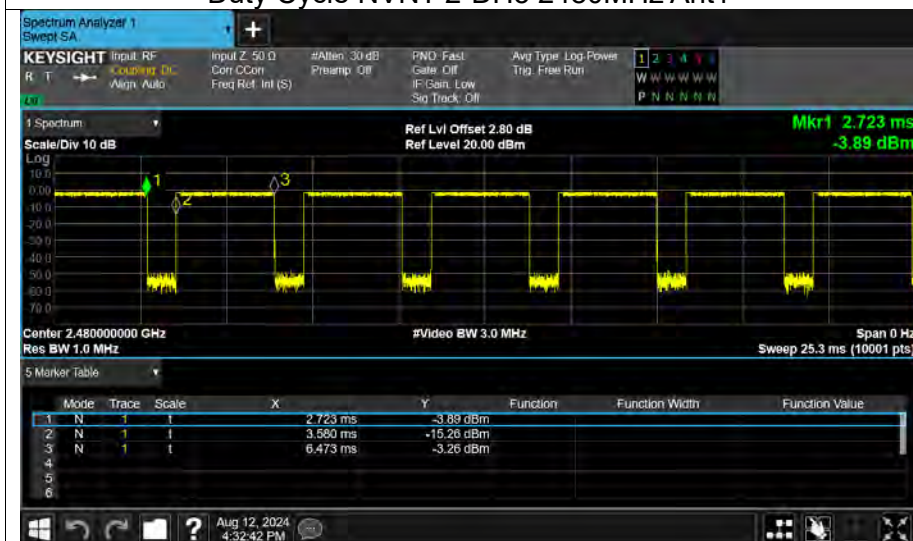 Duty Cycle NVNT 2-DH5 2480MHz Ant1
Spectrum Analyzer 1
Swept SA
KEYSIGHT Input: RF Input Z: 50 Ω #Atten: 30 dB PNO: Fast Avg Type: Log-Power 1 2 3 4 5 6
R T Coupling: DC Corr CCorr Preamp: Off Gate: Off Trig: Free Run W W W W W W
Align: Auto Freq Ref: Int (S) IF Gain: Low
Sig Track: Off P N N N N N
1 Spectrum Ref Lvl Offset 2.80 dB Mkr1 2.723 ms
Scale/Div 10 dB Ref Level 20.00 dBm -3.89 dBm
Log
10.0
0.00
-10.0
-20.0
-30.0
-40.0
-50.0
-60.0
-70.0
1
2
3
Center 2.480000000 GHz #Video BW 3.0 MHz Span 0 Hz
Res BW 1.0 MHz Sweep 25.3 ms (10001 pts)
5 Marker Table
Mode Trace Scale X Y Function Function Width Function Value
1 N 1 t 2.723 ms -3.89 dBm
2 N 1 t 3.580 ms -15.26 dBm
3 N 1 t 6.473 ms -3.26 dBm
4
5
6
? Aug 12, 2024
4:32:42 PM